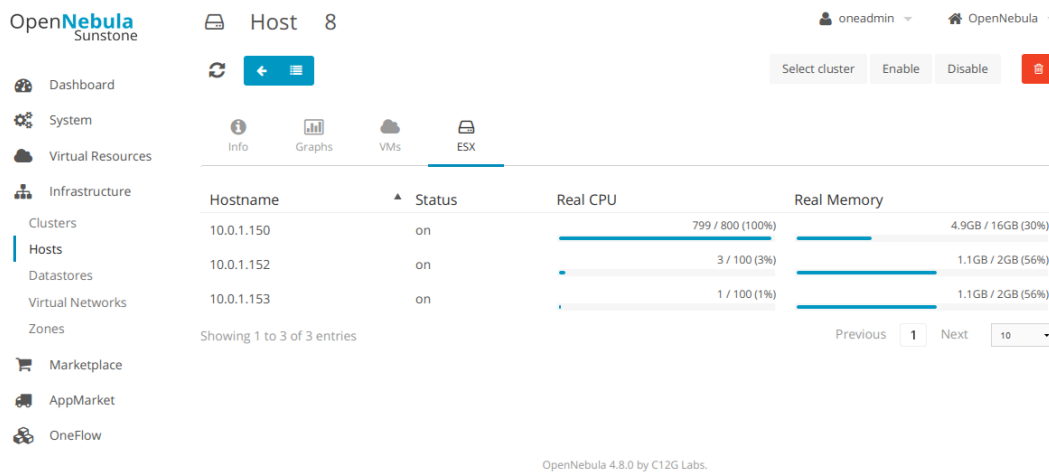 OpenNebula
Sunstone
Host 8
oneadmin
OpenNebula
Select cluster
Enable
Disable
Dashboard
System
Virtual Resources
Infrastructure
Clusters
Hosts
Datastores
Virtual Networks
Zones
Marketplace
AppMarket
OneFlow
Info
Graphs
VMs
ESX
Hostname Status Real CPU Real Memory
10.0.1.150 on 799 / 800 (100%) 4.9GB / 16GB (30%)
10.0.1.152 on 3 / 100 (3%) 1.1GB / 2GB (56%)
10.0.1.153 on 1 / 100 (1%) 1.1GB / 2GB (56%)
Showing 1 to 3 of 3 entries
Previous 1 Next 10
OpenNebula 4.8.0 by C12G Labs.